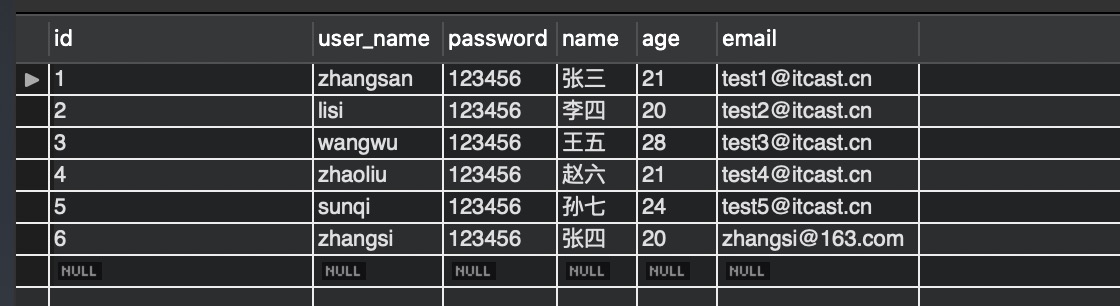 id user_name password name age email
1 zhangsan 123456 张三 21 test1@itcast.cn
2 lisi 123456 李四 20 test2@itcast.cn
3 wangwu 123456 王五 28 test3@itcast.cn
4 zhaoliu 123456 赵六 21 test4@itcast.cn
5 sunqi 123456 孙七 24 test5@itcast.cn
6 zhangsi 123456 张四 20 zhangsi@163.com
NULL NULL NULL NULL NULL NULL